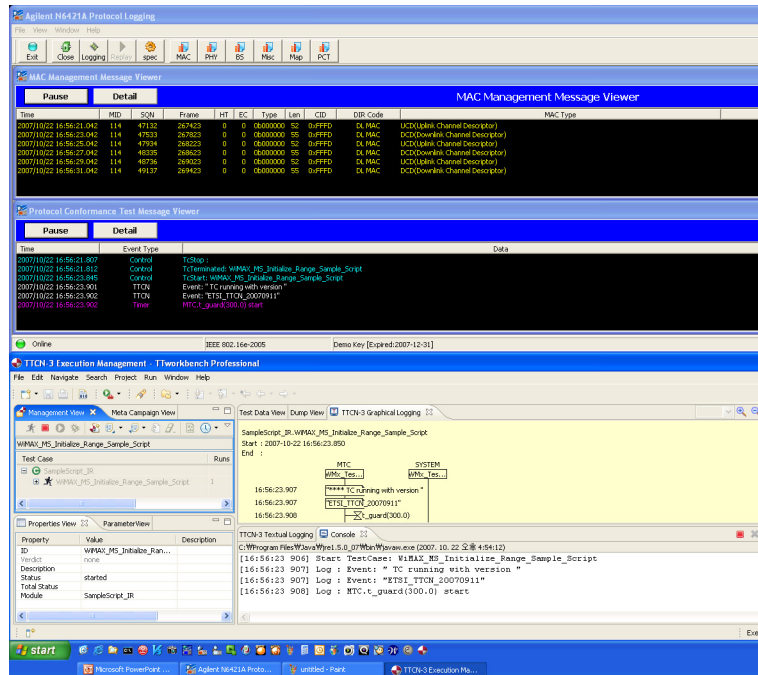 Agilent N6421A Protocol Logging
File View Window Help
Exit Close Logging Replay spec MAC PHY BS Misc Map PCT
MAC Management Message Viewer
Pause Detail MAC Management Message Viewer
Time MID SQN Frame HT EC Type Len CID DIR Code MAC Type
2007/10/22 16:56:21.042 114 47132 267423 0 0 0b000000 52 0xFFFD DL MAC UCD(Uplink Channel Descriptor)
2007/10/22 16:56:23.042 114 47533 267823 0 0 0b000000 55 0xFFFD DL MAC DCD(Downlink Channel Descriptor)
2007/10/22 16:56:25.042 114 47934 268223 0 0 0b000000 52 0xFFFD DL MAC UCD(Uplink Channel Descriptor)
2007/10/22 16:56:27.042 114 48335 268623 0 0 0b000000 55 0xFFFD DL MAC DCD(Downlink Channel Descriptor)
2007/10/22 16:56:29.042 114 48736 269023 0 0 0b000000 52 0xFFFD DL MAC UCD(Uplink Channel Descriptor)
2007/10/22 16:56:31.042 114 49137 269423 0 0 0b000000 55 0xFFFD DL MAC DCD(Downlink Channel Descriptor)
Protocol Conformance Test Message Viewer
Pause Detail
Time Event Type Data
2007/10/22 16:56:21.807 Control TcStop :
2007/10/22 16:56:21.812 Control TcTerminated: WiMAX_MS_Initialize_Range_Sample_Script
2007/10/22 16:56:23.845 Control TcStart: WiMAX_MS_Initialize_Range_Sample_Script
2007/10/22 16:56:23.901 TTCN Event: " TC running with version "
2007/10/22 16:56:23.902 TTCN Event: "ETSI_TTCN_20070911"
2007/10/22 16:56:23.902 Timer MTC.t_guard(300.0) start
Online IEEE 802.16e-2005 Demo Key [Expired:2007-12-31]
TTCN-3 Execution Management - TTworkbench Professional
File Edit Navigate Search Project Run Window Help
Management View Meta Campaign View
WiMAX_MS_Initialize_Range_Sample_Script
Test Case Runs
SampleScript_IR
WiMAX_MS_Initialize_Range_Sample_Script 1
Properties View ParameterView
Property Value Description
ID WiMAX_MS_Initialize_Ran...
Verdict none
Description
Status started
Total Status
Module SampleScript_IR
Test Data View Dump View TTCN-3 Graphical Logging
SampleScript_IR.WiMAX_MS_Initialize_Range_Sample_Script
Start : 2007-10-22 16:56:23.850
End :
MTC SYSTEM
WMx_Tes... WMx_Tes...
16:56:23.907 "**** TC running with version "
16:56:23.907 "ETSI_TTCN_20070911"
16:56:23.908 t_guard(300.0)
TTCN-3 Textual Logging Console
C:₩Program Files₩Java₩jre1.5.0_07₩bin₩javaw.exe (2007. 10. 22 오후 4:54:12)
[16:56:23 906] Start TestCase: WiMAX_MS_Initialize_Range_Sample_Script
[16:56:23 907] Log : Event: " TC running with version "
[16:56:23 907] Log : Event: "ETSI_TTCN_20070911"
[16:56:23 908] Log : MTC.t_guard(300.0) start
Exe
start
Microsoft PowerPoint ... Agilent N6421A Proto... untitled - Paint TTCN-3 Execution Ma...